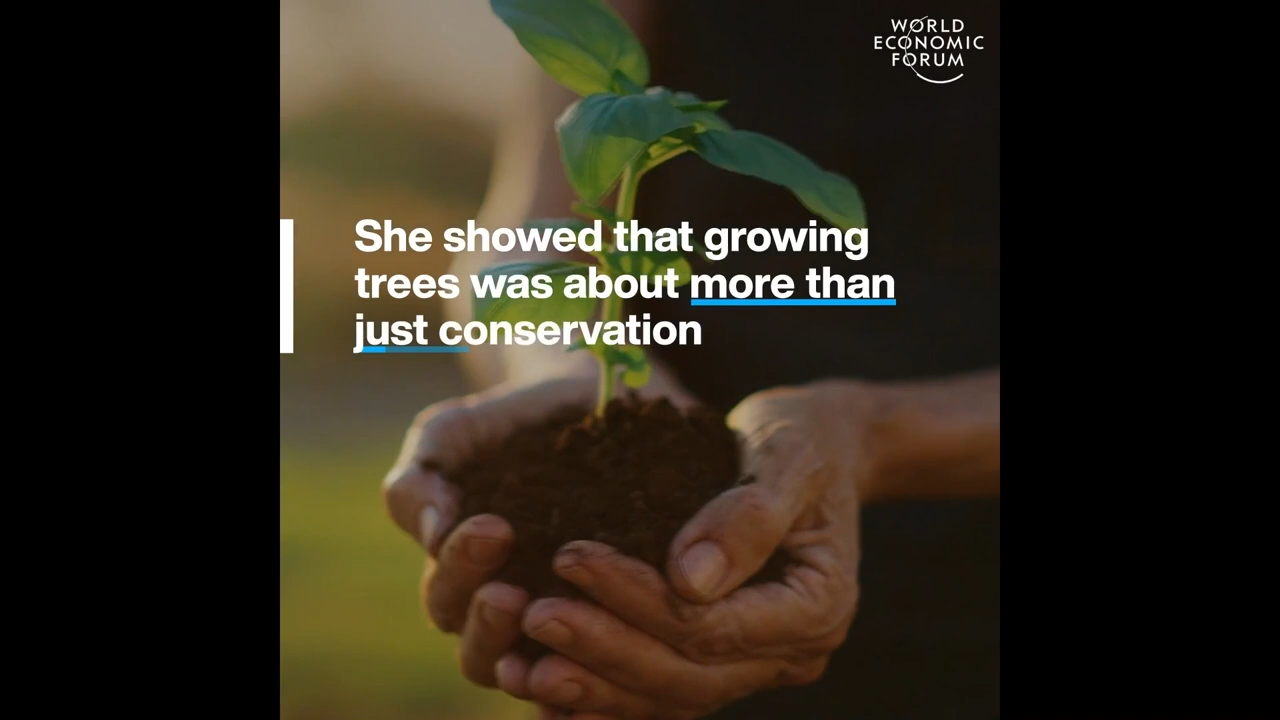 WORLD
ECONOMIC
FORUM
She showed that growing
trees was about more than
just conservation